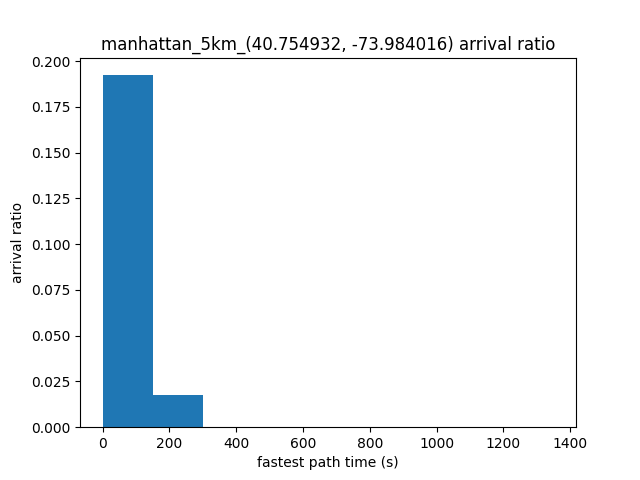 manhattan_5km_(40.754932, -73.984016) arrival ratio
0.200
0.175
0.150
0.125
0.100
0.075
0.050
0.025
0.000
arrival ratio
0 200 400 600 800 1000 1200 1400
fastest path time (s)